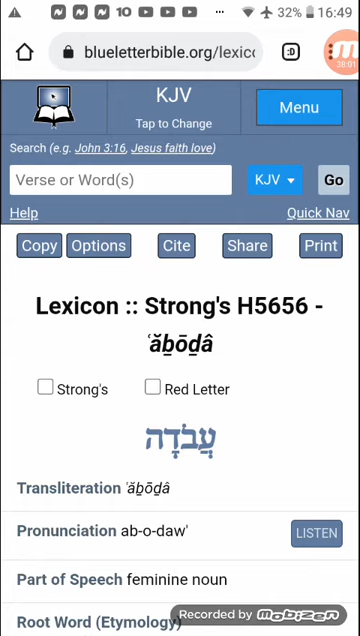 10 ... 32% 16:49
blueletterbible.org/lexico :D
38:01
KJV
Tap to Change
Menu
Search (e.g. John 3:16, Jesus faith love)
Verse or Word(s) KJV Go
Help Quick Nav
Copy Options Cite Share Print
Lexicon :: Strong's H5656 -
ʿăḇōḏâ
Strong's Red Letter
עֲבֹדָה
Transliteration ʿăḇōḏâ
Pronunciation ab-o-daw' LISTEN
Part of Speech feminine noun
Root Word (Etymology)
Recorded by mobizen